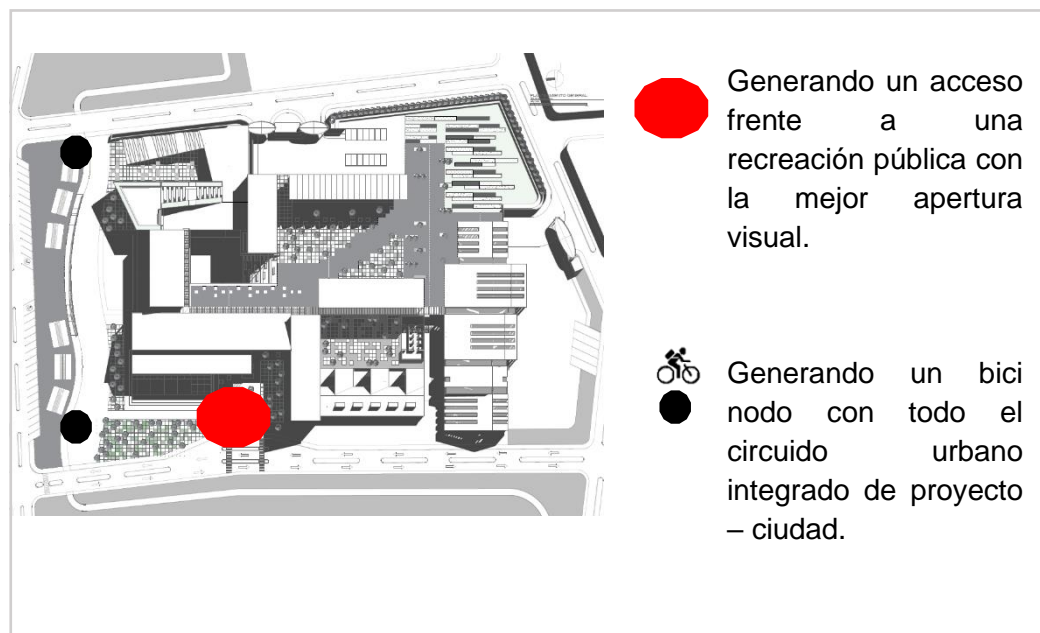 Generando un acceso
frente a una
recreación pública con
la mejor apertura
visual.
Generando un bici
nodo con todo el
circuido urbano
integrado de proyecto
– ciudad.